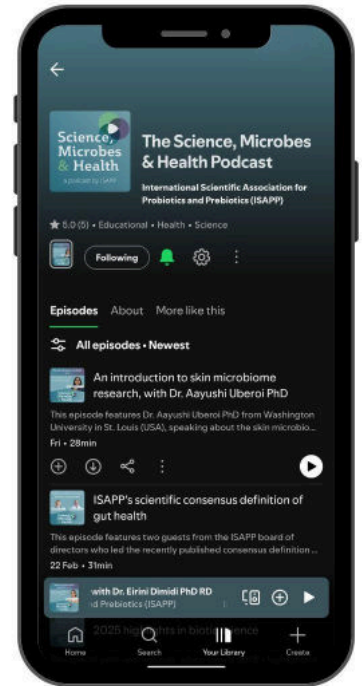 Science,
Microbes
& Health
a podcast by ISAPP
The Science, Microbes
& Health Podcast
International Scientific Association for
Probiotics and Prebiotics (ISAPP)
★ 5.0 (5) • Educational • Health • Science
Following
Episodes About More like this
All episodes • Newest
An introduction to skin microbiome
research, with Dr. Aayushi Uberoi PhD
This episode features Dr. Aayushi Uberoi PhD from Washington
University in St. Louis (USA), speaking about the skin microbio...
Fri • 28min
ISAPP's scientific consensus definition of
gut health
This episode features two guests from the ISAPP board of
directors who led the recently published consensus definition ...
22 Feb • 31min
with Dr. Eirini Dimidi PhD RD
d Prebiotics (ISAPP)
2025 highlights in biotic science
Home Search Your Library Create